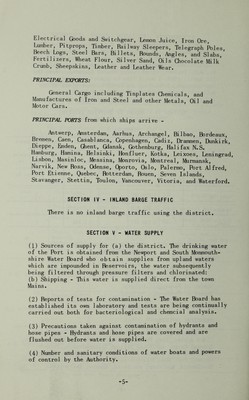 Electrical Goods and Switchgear, Lemon Juice, Iron Ore,
Lumber, Pitprops, Timber, Railway Sleepers, Telegraph Poles,
Beech Logs, Steel Bars, Billets, Rounds, Angles, and Slabs,
Fertilizers, Wheat Flour, Silver Sand, Oils Chocolate Milk
Crumb, Sheepskins, Leather and Leather Wear.
PRINCIPAL EXPORTS:
General Cargo including Tinplates Chemicals, and
Manufactures of Iron and Steel and other Metals, Oil and
Motor Cars.
PRINCIPAL PORTS from which ships arrive -
Antwerp, Amsterdam, Aarhus, Archangel, Bilbao, Bordeaux,
Bremen, Caen, Casablanca, Copenhagen, Cadiz, Drammen, Dunkirk,
Dieppe, Emden, Ghent, Gdansk, Gothenburg, Halifax N.S.
Hamburg, Hamina, Helsinki, Honfleur, Kotka, Leixoes, Leningrad,
Lisbon, Masinloc, Messina, Monrovia, Montreal, Murmansk,
Narvik, New Ross, Odense, Oporto, Oslo, Palermo, Port Alfred,
Port Etienne, Quebec, Rotterdam, Rouen, Seven Islands,
Stavanger, Stettin, Toulon, Vancouver, Vitoria, and Waterford.
SECTION IV - INLAND BARGE TRAFFIC
There is no inland barge traffic using the district.
SECTION V - WATER SUPPLY
(1) Sources of supply for (a) the district. The drinking water
of the Port is obtained from the Newport and South Monmouth-
shire Water Board who obtain supplies from upland waters
which are impounded in Reservoirs, the water subsequently
being filtered through pressure filters and chlorinated;
(b) Shipping - This water is supplied direct from the town
Mains.
(2) Reports of tests for contamination - The Water Board has
established its own laboratory and tests are being continually
carried out both for bacteriological and chemcial analysis.
(3) Precautions taken against contamination of hydrants and
hose pipes - Hydrants and hose pipes are covered and are
flushed out before water is supplied.
(4) Number and sanitary conditions of water boats and powers
of control by the Authority.
-5-